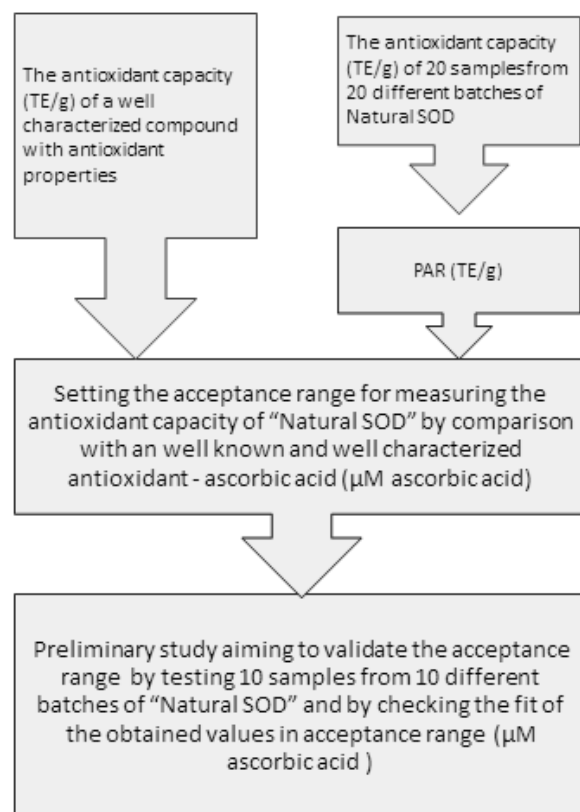 The antioxidant capacity
(TE/g) of a well
characterized compound
with antioxidant
properties
The antioxidant capacity
(TE/g) of 20 samplesfrom
20 different batches of
Natural SOD
PAR (TE/g)
Setting the acceptance range for measuring the
antioxidant capacity of “Natural SOD” by comparison
with an well known and well characterized
antioxidant - ascorbic acid (µM ascorbic acid)
Preliminary study aiming to validate the acceptance
range by testing 10 samples from 10 different
batches of “Natural SOD” and by checking the fit of
the obtained values in acceptance range (µM
ascorbic acid )